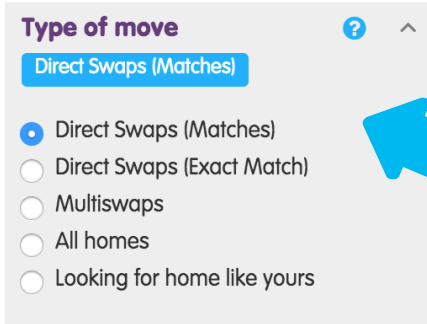 Type of move
?
Direct Swaps (Matches)
Direct Swaps (Matches)
Direct Swaps (Exact Match)
Multiswaps
All homes
Looking for home like yours